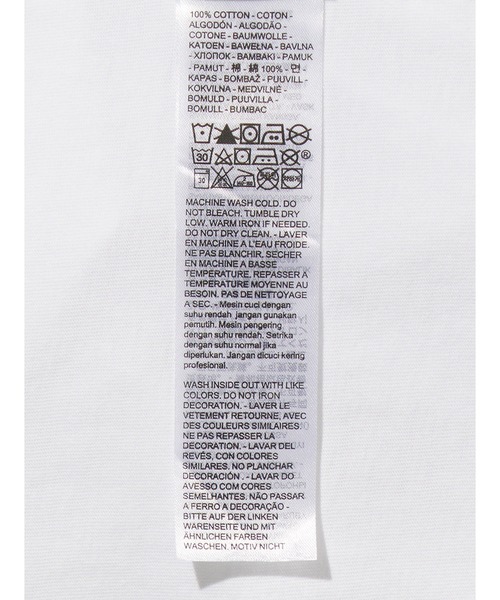 100% COTTON - COTON -
ALGODÓN - ALGODÃO -
COTONE - BAUMWOLLE -
KATOEN - BAWEŁNA - BAVLNA
- ХЛОПОК - BAMBAKI - PAMUK
- PAMUT - 棉 - 綿 100% - 면 -
KAPAS - BOMBAŽ - PUUVILL -
KOKVILNA - MEDVILNĖ -
BOMULD - PUUVILLA -
BOMULL - BUMBAC
30 ®
30
MACHINE WASH COLD. DO
NOT BLEACH. TUMBLE DRY
LOW. WARM IRON IF NEEDED.
DO NOT DRY CLEAN. - LAVER
EN MACHINE A L'EAU FROIDE.
NE PAS BLANCHIR. SECHER
EN MACHINE A BASSE
TEMPERATURE. REPASSER A
TEMPERATURE MOYENNE AU
BESOIN. PAS DE NETTOYAGE
A SEC. - Mesin cuci dengan
suhu rendah jangan gunakan
pemutih. Mesin pengering
dengan suhu rendah. Setrika
dengan suhu normal jika
diperlukan. Jangan dicuci kering
profesional.
WASH INSIDE OUT WITH LIKE
COLORS. DO NOT IRON
DECORATION. - LAVER LE
VETEMENT RETOURNE, AVEC
DES COULEURS SIMILAIRES.
NE PAS REPASSER LA
DECORATION. - LAVAR DEL
REVÉS, CON COLORES
SIMILARES. NO PLANCHAR
DECORACIÓN . - LAVAR DO
AVESSO COM CORES
SEMELHANTES. NÃO PASSAR
A FERRO A DECORAÇÃO -
BITTE AUF DER LINKEN
WARENSEITE UND MIT
ÄHNLICHEN FARBEN
WASCHEN. MOTIV NICHT